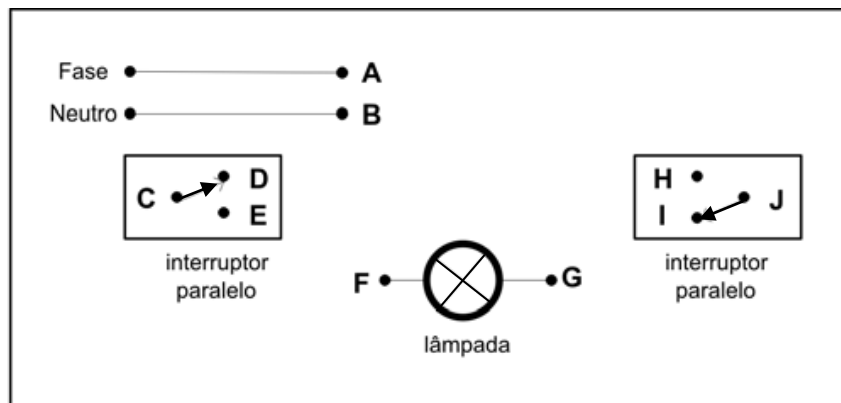 Fase A
Neutro B
C D
E
H
I J
interruptor
paralelo
interruptor
paralelo
F G
lâmpada